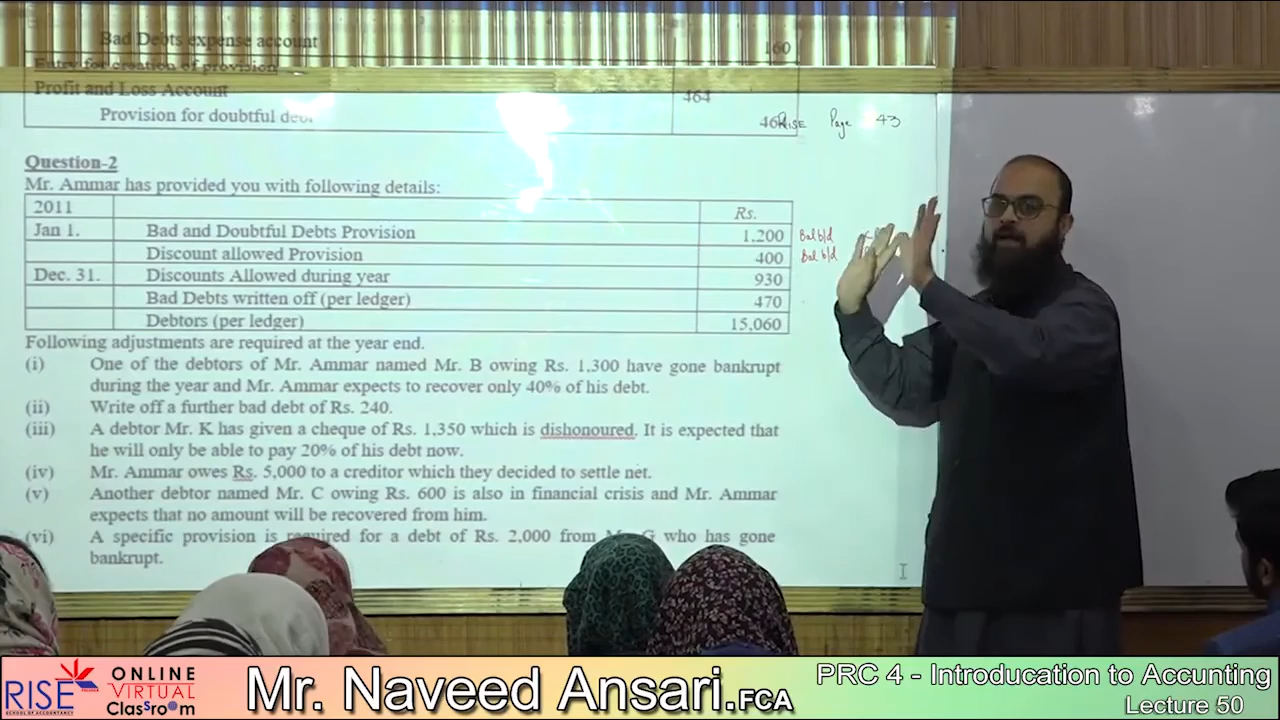 Bad Debts expense account 160
Entry for creation of provision
Profit and Loss Account 464
Provision for doubtful
RISE Page 43
Question-2
Mr. Ammar has provided you with following details:
2011 Rs.
Jan 1. Bad and Doubtful Debts Provision 1,200 Bal b/d
Discount allowed Provision 400 Bal b/d
Dec. 31. Discounts Allowed during year 930
Bad Debts written off (per ledger) 470
Debtors (per ledger) 15,060
Following adjustments are required at the year end.
(i) One of the debtors of Mr. Ammar named Mr. B owing Rs. 1,300 have gone bankrupt
during the year and Mr. Ammar expects to recover only 40% of his debt.
(ii) Write off a further bad debt of Rs. 240.
(iii) A debtor Mr. K has given a cheque of Rs. 1,350 which is dishonoured. It is expected that
he will only be able to pay 20% of his debt now.
(iv) Mr. Ammar owes Rs. 5,000 to a creditor which they decided to settle net.
(v) Another debtor named Mr. C owing Rs. 600 is also in financial crisis and Mr. Ammar
expects that no amount will be recovered from him.
(vi) A specific provision is required for a debt of Rs. 2,000 from G who has gone
bankrupt.
RISE
SCHOOL OF ACCOUNTANCY
ONLINE
VIRTUAL
ClaSsroom
Mr. Naveed Ansari.FCA
PRC 4 - Introducation to Accunting
Lecture 50